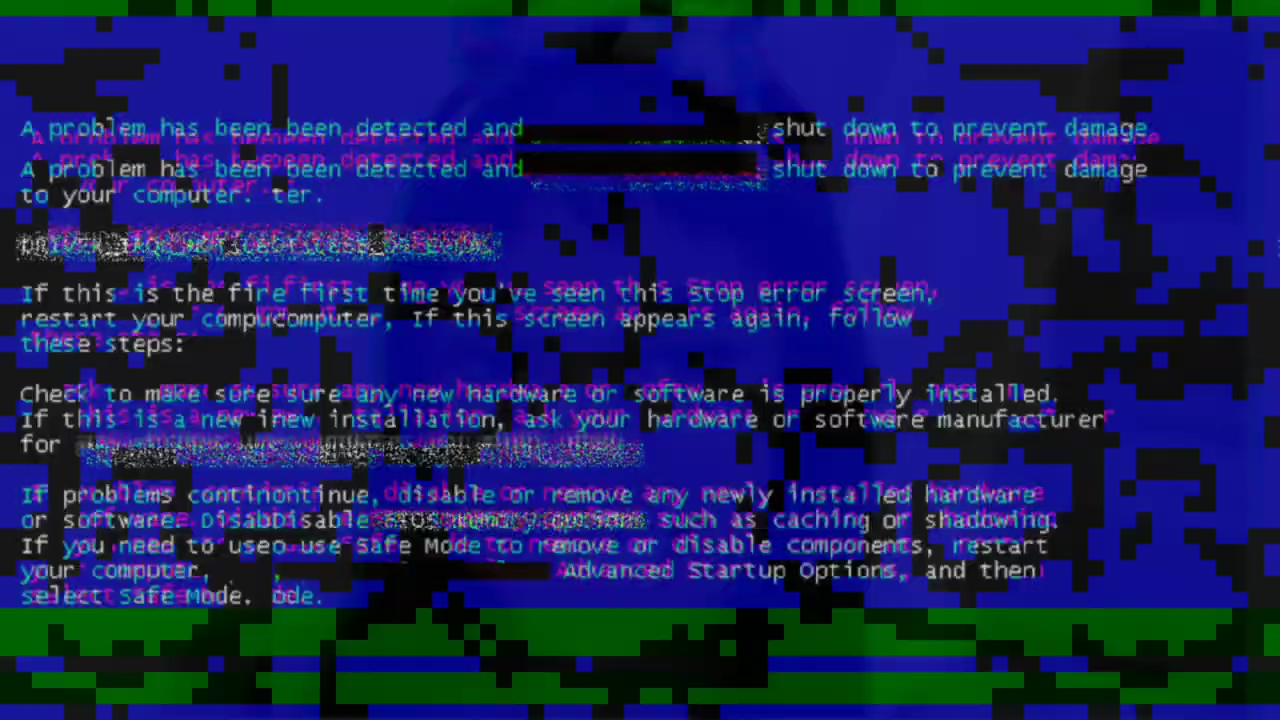 A problem has been been detected and shut down to prevent damage
A problem has been been detected and shut down to prevent damage
to your computer. ter.
If this is the fire first time you've seen this Stop error screen,
restart your compucomputer, If this screen appears again, follow
these steps:
Check to make sure sure any new hardware or software is properly installed.
If this is a new inew installation, ask your hardware or software manufacturer
for
If problems continontinue, disable or remove any newly installed hardware
or software. DisabDisable such as caching or shadowing.
If you need to useo use Safe Mode to remove or disable components, restart
your computer, , Advanced Startup Options, and then
select Safe Mode. ode.